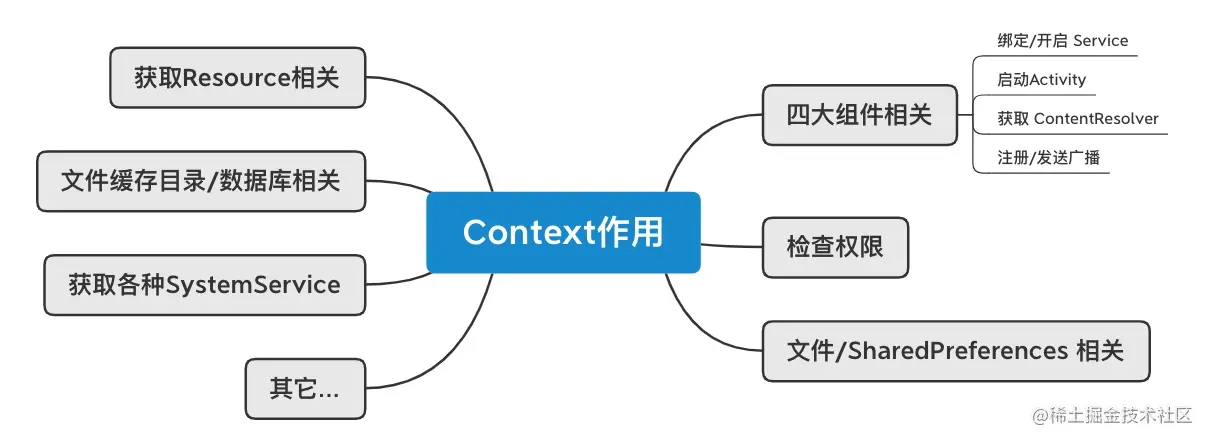 Context作用
四大组件相关
绑定/开启 Service
启动Activity
获取 ContentResolver
注册/发送广播
检查权限
文件/SharedPreferences 相关
获取Resource相关
文件缓存目录/数据库相关
获取各种SystemService
其它...
@稀土掘金技术社区